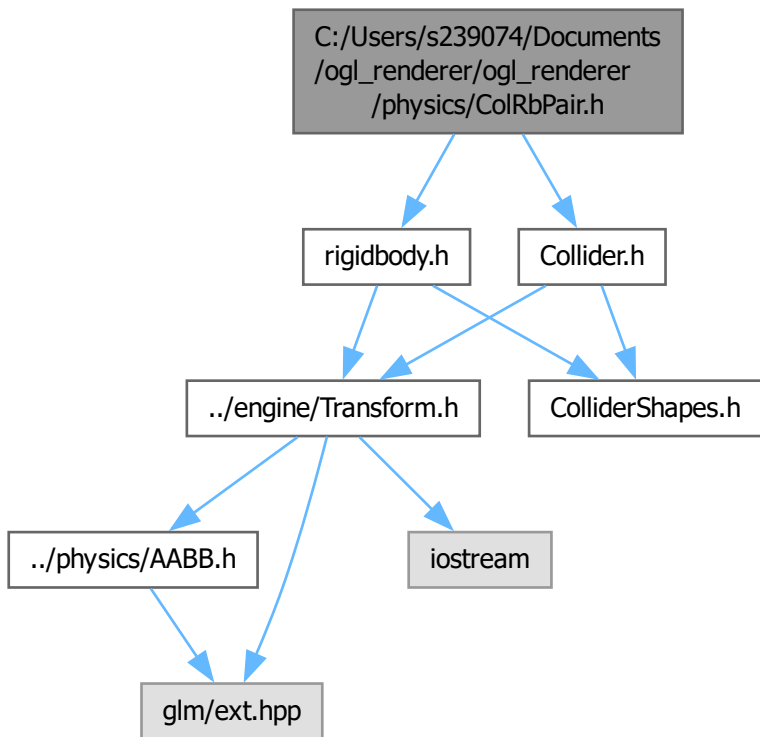 C:/Users/s239074/Documents
/ogl_renderer/ogl_renderer
/physics/ColRbPair.h
rigidbody.h
Collider.h
../engine/Transform.h
ColliderShapes.h
../physics/AABB.h
iostream
glm/ext.hpp